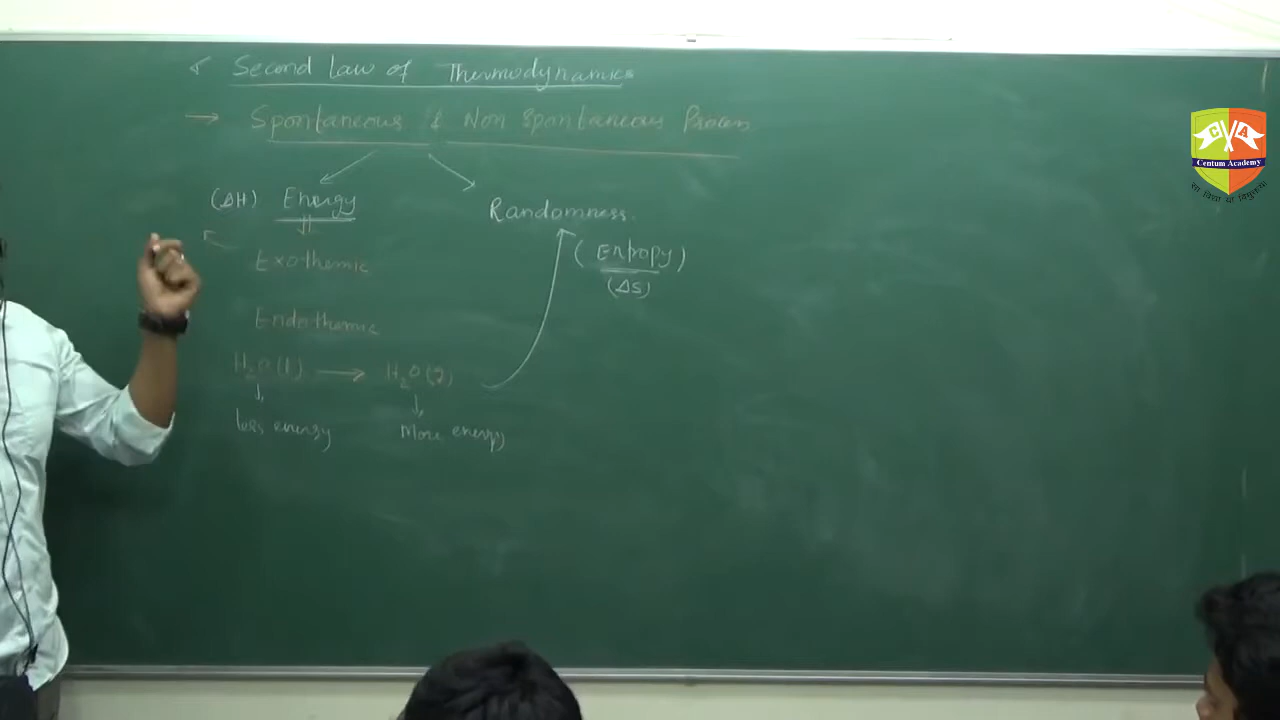 Second Law of Thermodynamics
→ Spontaneous & Non spontaneous Process
(ΔH) Energy
Randomness.
(Entropy)
(ΔS)
Exothermic
Endothermic
H₂O(l) → H₂O(g)
less energy
More energy
C A
Centum Academy